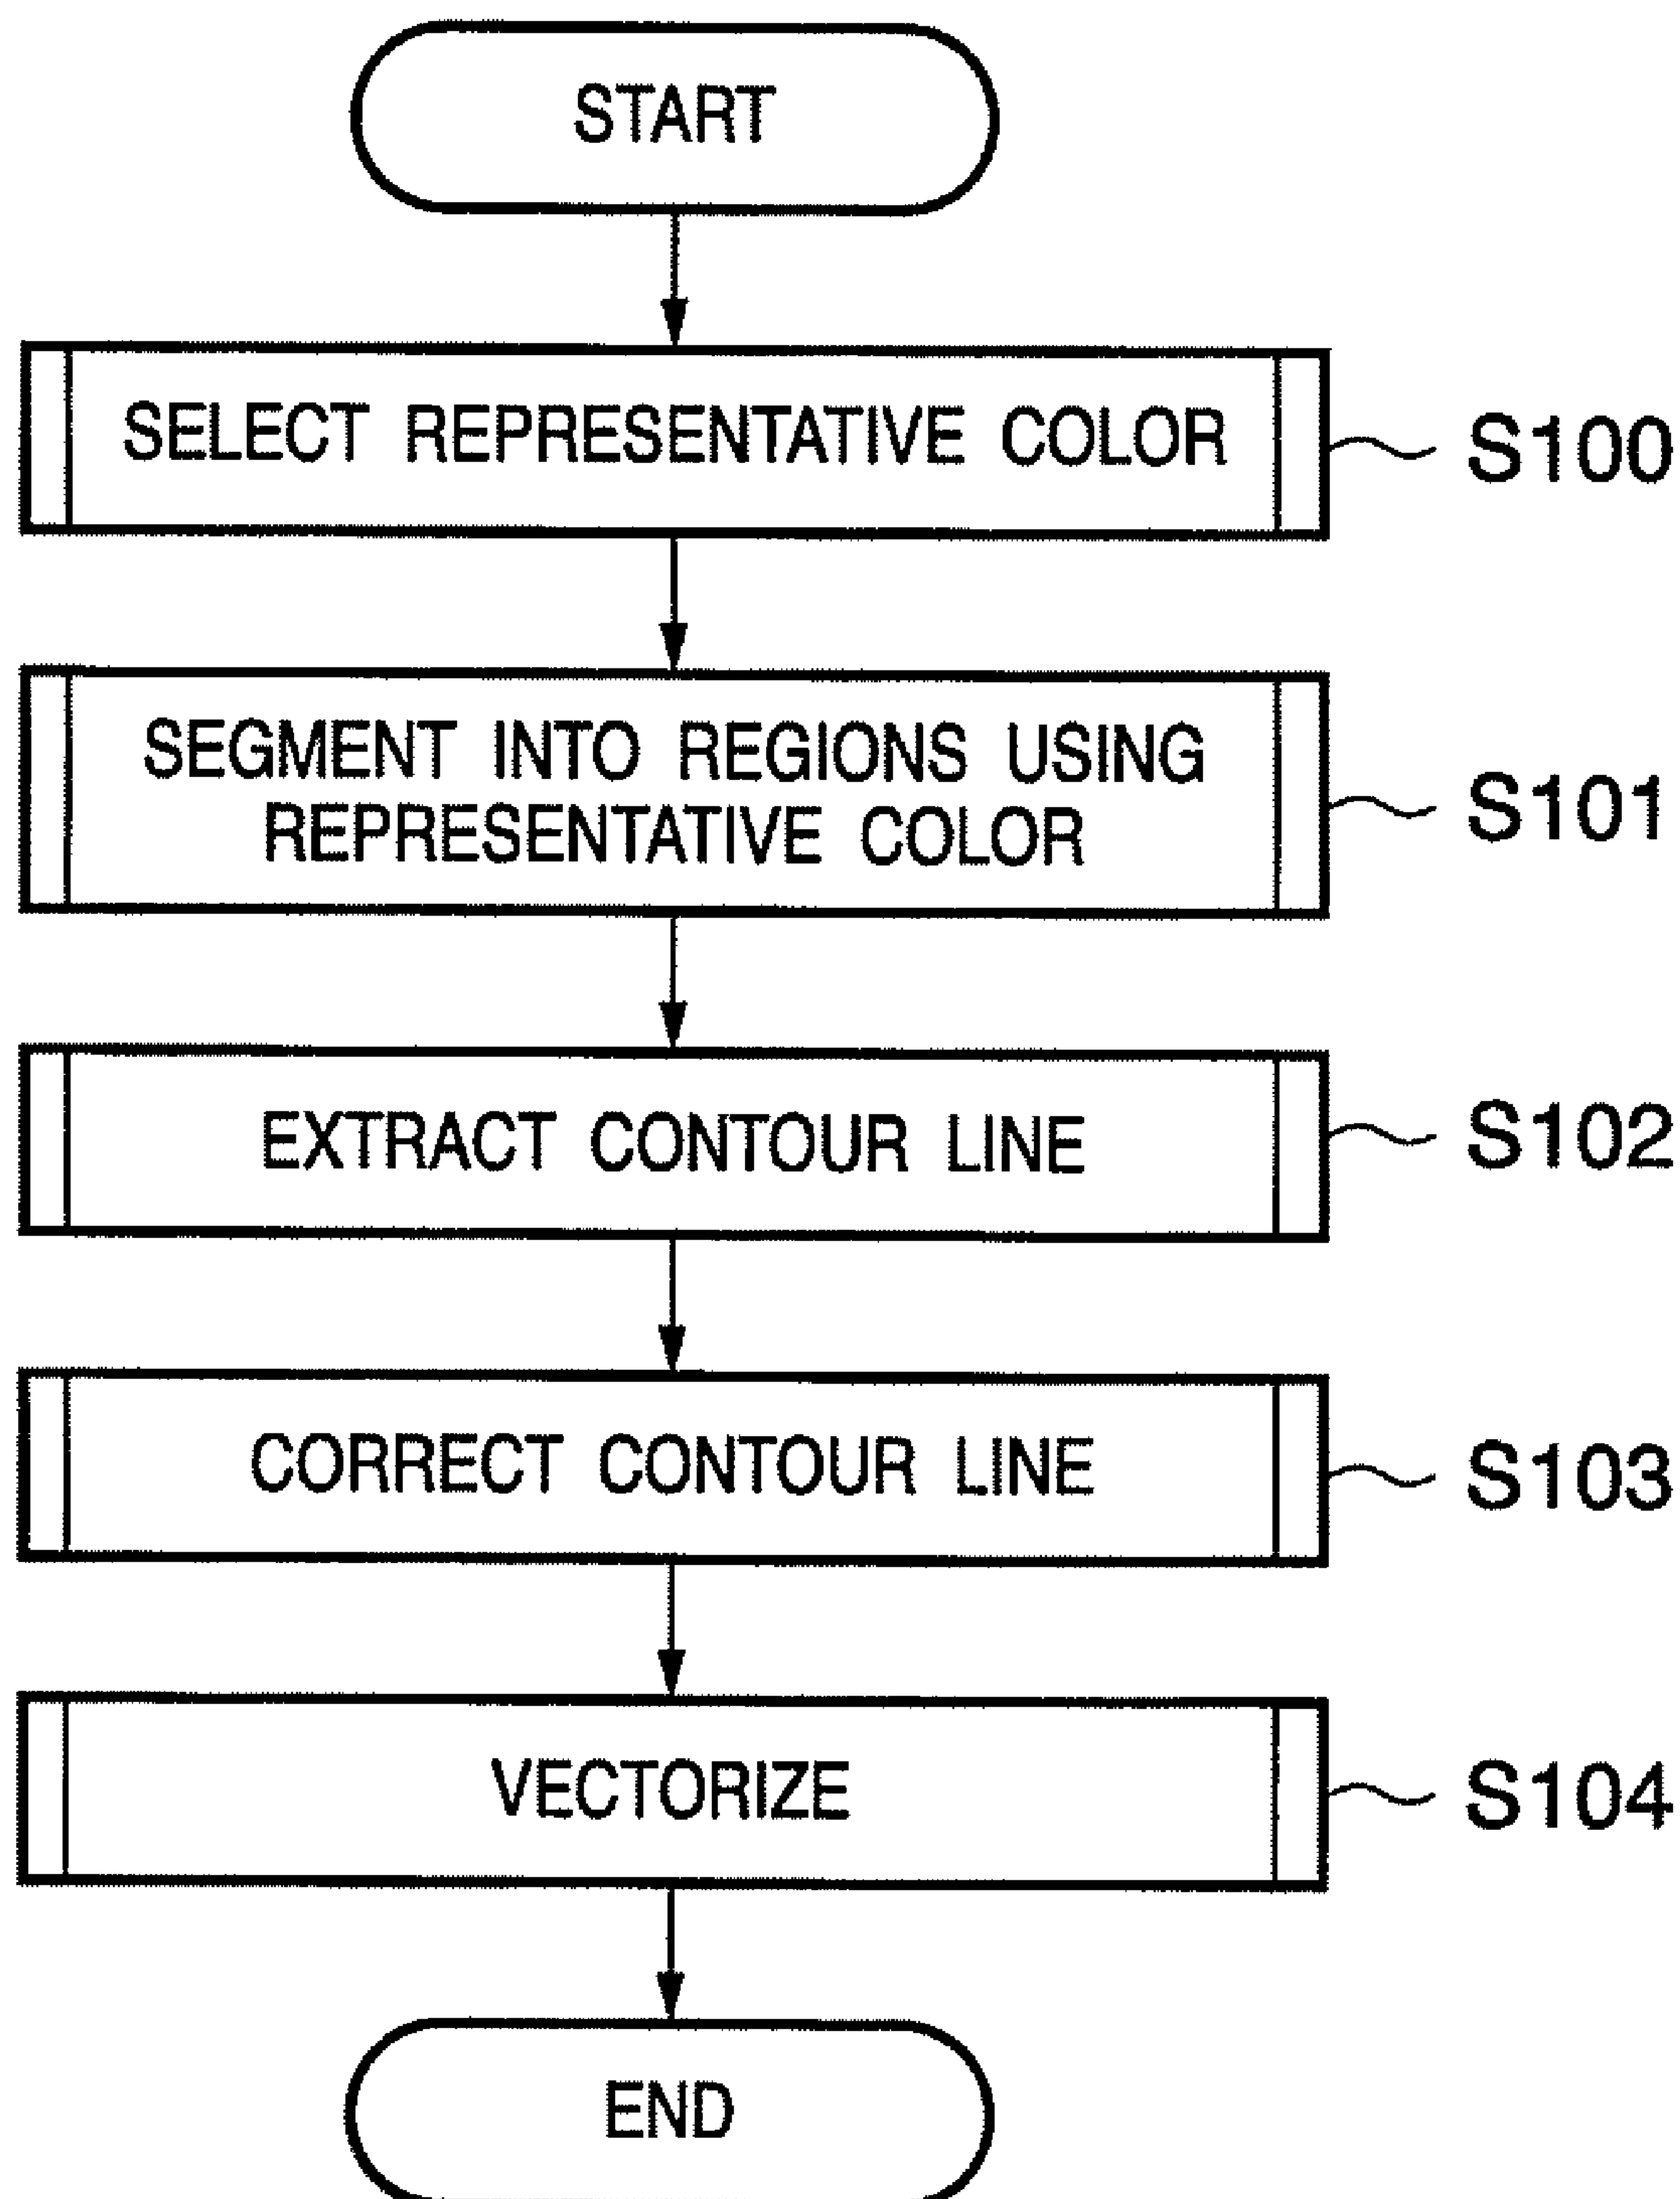 START
SELECT REPRESENTATIVE COLOR
S100
SEGMENT INTO REGIONS USING
REPRESENTATIVE COLOR
S101
EXTRACT CONTOUR LINE
S102
CORRECT CONTOUR LINE
S103
VECTORIZE
S104
END